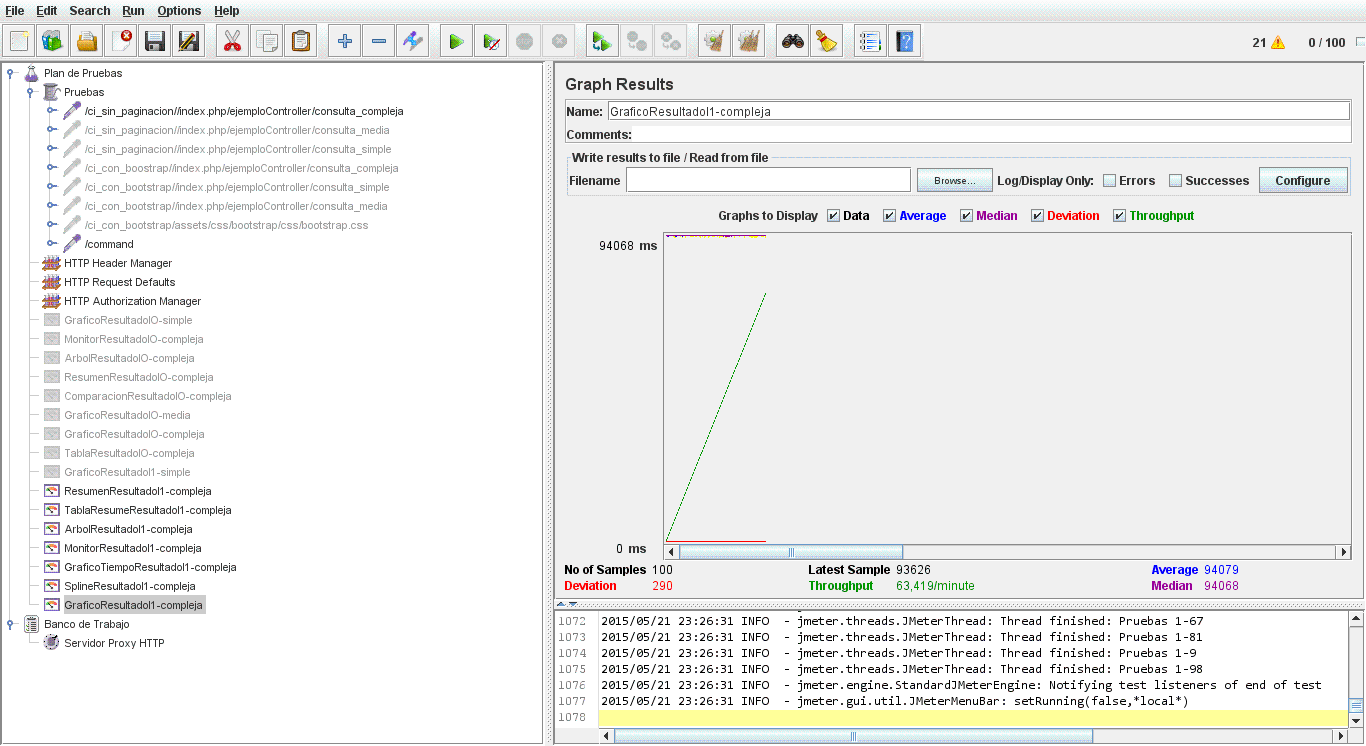 File Edit Search Run Options Help
21 0 / 100
Plan de Pruebas
Pruebas
/ci_sin_paginacion//index.php/ejemploController/consulta_compleja
/ci_sin_paginacion//index.php/ejemploController/consulta_media
/ci_sin_paginacion//index.php/ejemploController/consulta_simple
/ci_con_boostrap//index.php/ejemploController/consulta_compleja
/ci_con_bootstrap/index.php/ejemploController/consulta_simple
/ci_con_bootstrap/index.php/ejemploController/consulta_media
/ci_con_bootstrap/assets/css/bootstrap/css/bootstrap.css
/command
HTTP Header Manager
HTTP Request Defaults
HTTP Authorization Manager
GraficoResultadoIO-simple
MonitorResultadoIO-compleja
ArbolResultadoIO-compleja
ResumenResultadoIO-compleja
ComparacionResultadoIO-compleja
GraficoResultadoIO-media
GraficoResultadoIO-compleja
TablaResultadoIO-compleja
GraficoResultadoI1-simple
ResumenResultadoI1-compleja
TablaResumeResultadoI1-compleja
ArbolResultadoI1-compleja
MonitorResultadoI1-compleja
GraficoTiempoResultadoI1-compleja
SplineResultadoI1-compleja
GraficoResultadoI1-compleja
Banco de Trabajo
Servidor Proxy HTTP
Graph Results
Name: GraficoResultadoI1-compleja
Comments:
Write results to file / Read from file
Filename Browse... Log/Display Only: Errors Successes Configure
Graphs to Display Data Average Median Deviation Throughput
94068 ms
0 ms
No of Samples 100 Latest Sample 93626 Average 94079
Deviation 290 Throughput 63,419/minute Median 94068
1072 2015/05/21 23:26:31 INFO - jmeter.threads.JMeterThread: Thread finished: Pruebas 1-67
1073 2015/05/21 23:26:31 INFO - jmeter.threads.JMeterThread: Thread finished: Pruebas 1-81
1074 2015/05/21 23:26:31 INFO - jmeter.threads.JMeterThread: Thread finished: Pruebas 1-9
1075 2015/05/21 23:26:31 INFO - jmeter.threads.JMeterThread: Thread finished: Pruebas 1-98
1076 2015/05/21 23:26:31 INFO - jmeter.engine.StandardJMeterEngine: Notifying test listeners of end of test
1077 2015/05/21 23:26:31 INFO - jmeter.gui.util.JMeterMenuBar: setRunning(false,*local*)
1078